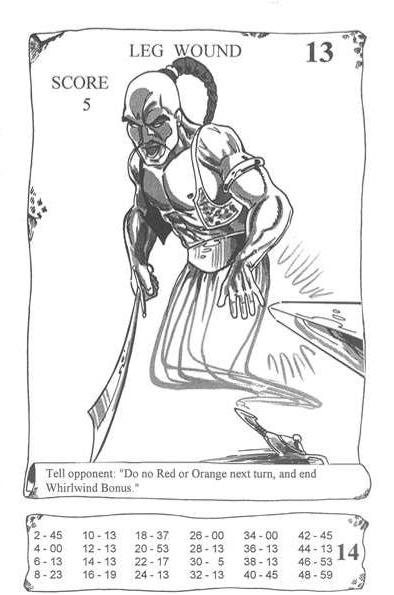 LEG WOUND 13
SCORE
5
Tell opponent: "Do no Red or Orange next turn, and end
Whirlwind Bonus."
2 - 45 10 - 13 18 - 37 26 - 00 34 - 00 42 - 45
4 - 00 12 - 13 20 - 53 28 - 13 36 - 13 44 - 13
6 - 13 14 - 13 22 - 17 30 - 5 38 - 13 46 - 53
8 - 23 16 - 19 24 - 13 32 - 13 40 - 45 48 - 59
14